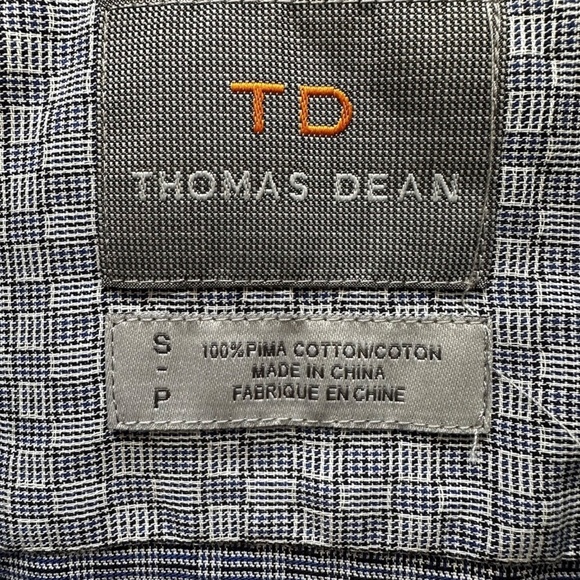 TD
THOMAS DEAN
S
-
P
100% PIMA COTTON/COTON
MADE IN CHINA
FABRIQUE EN CHINE